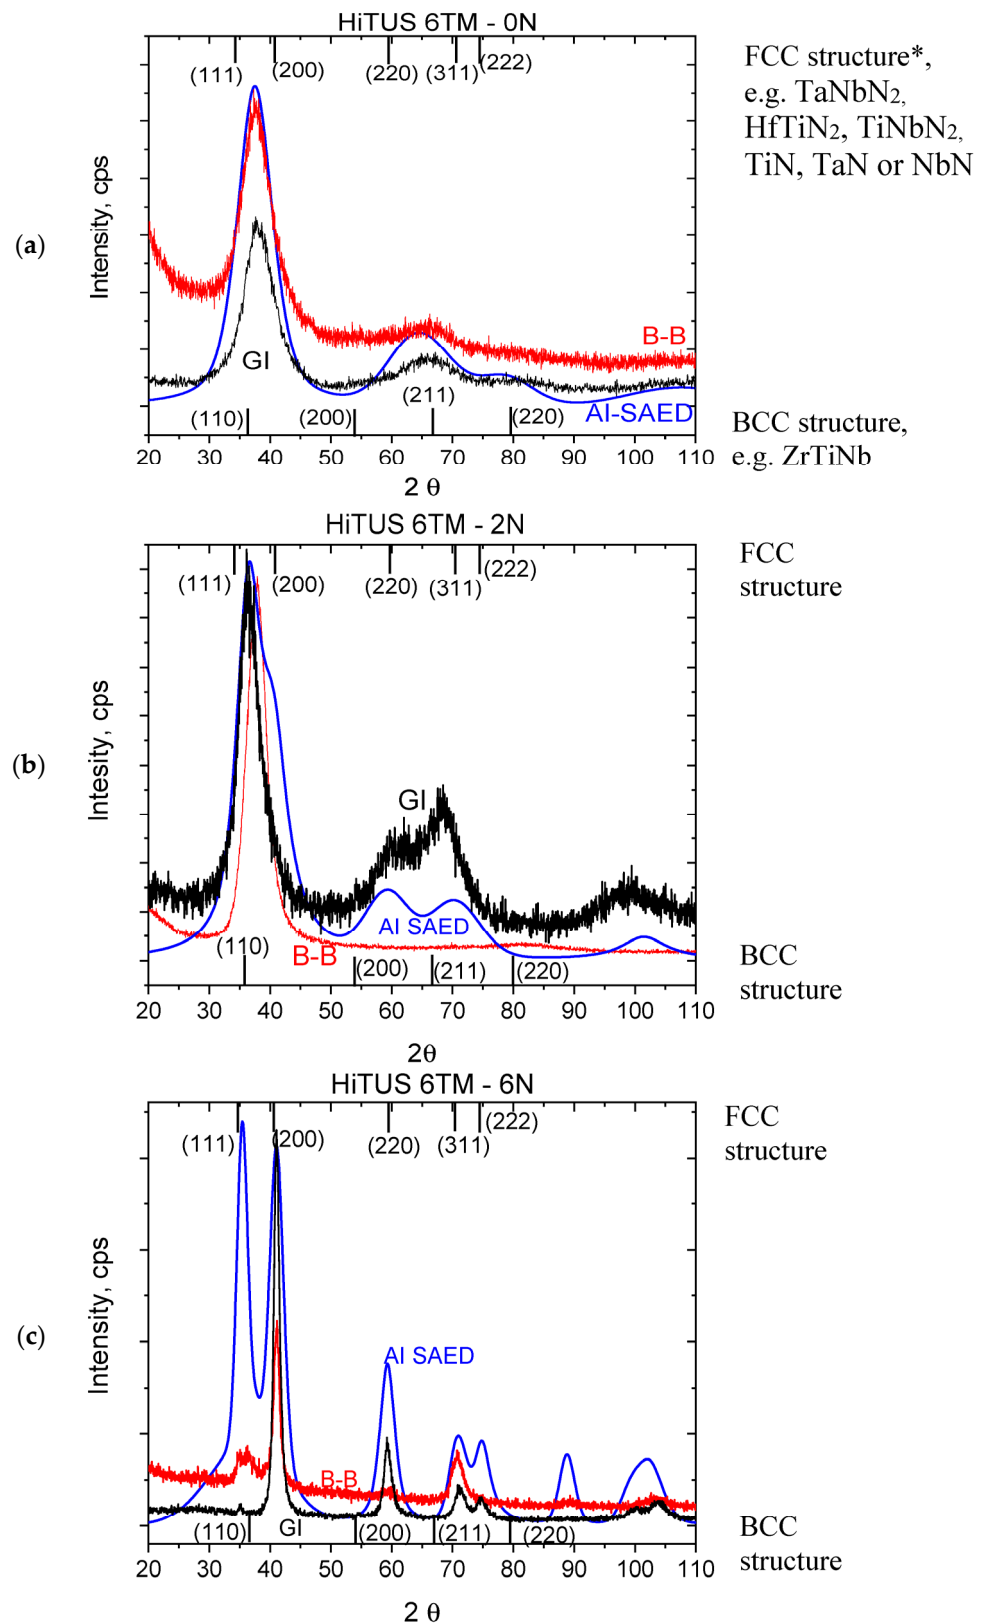 HiTUS 6TM - 0N
(111) (200) (220) (311) (222)
FCC structure*,
e.g. TaNbN2,
HfTiN2, TiNbN2,
TiN, TaN or NbN
(a)
Intensity, cps
B-B
GI
(211)
AI-SAED
(110) (200) (220)
BCC structure,
e.g. ZrTiNb
20 30 40 50 60 70 80 90 100 110
2 θ
HiTUS 6TM - 2N
(111) (200) (220) (311) (222)
FCC
structure
(b)
Intesity, cps
GI
AI SAED
(110)
B-B
(200) (211) (220)
BCC
structure
20 30 40 50 60 70 80 90 100 110
2θ
HiTUS 6TM - 6N
(111) (200) (220) (311) (222)
FCC
structure
(c)
Intensity, cps
AI SAED
B-B
(110) GI (200) (211) (220)
BCC
structure
20 30 40 50 60 70 80 90 100 110
2 θ